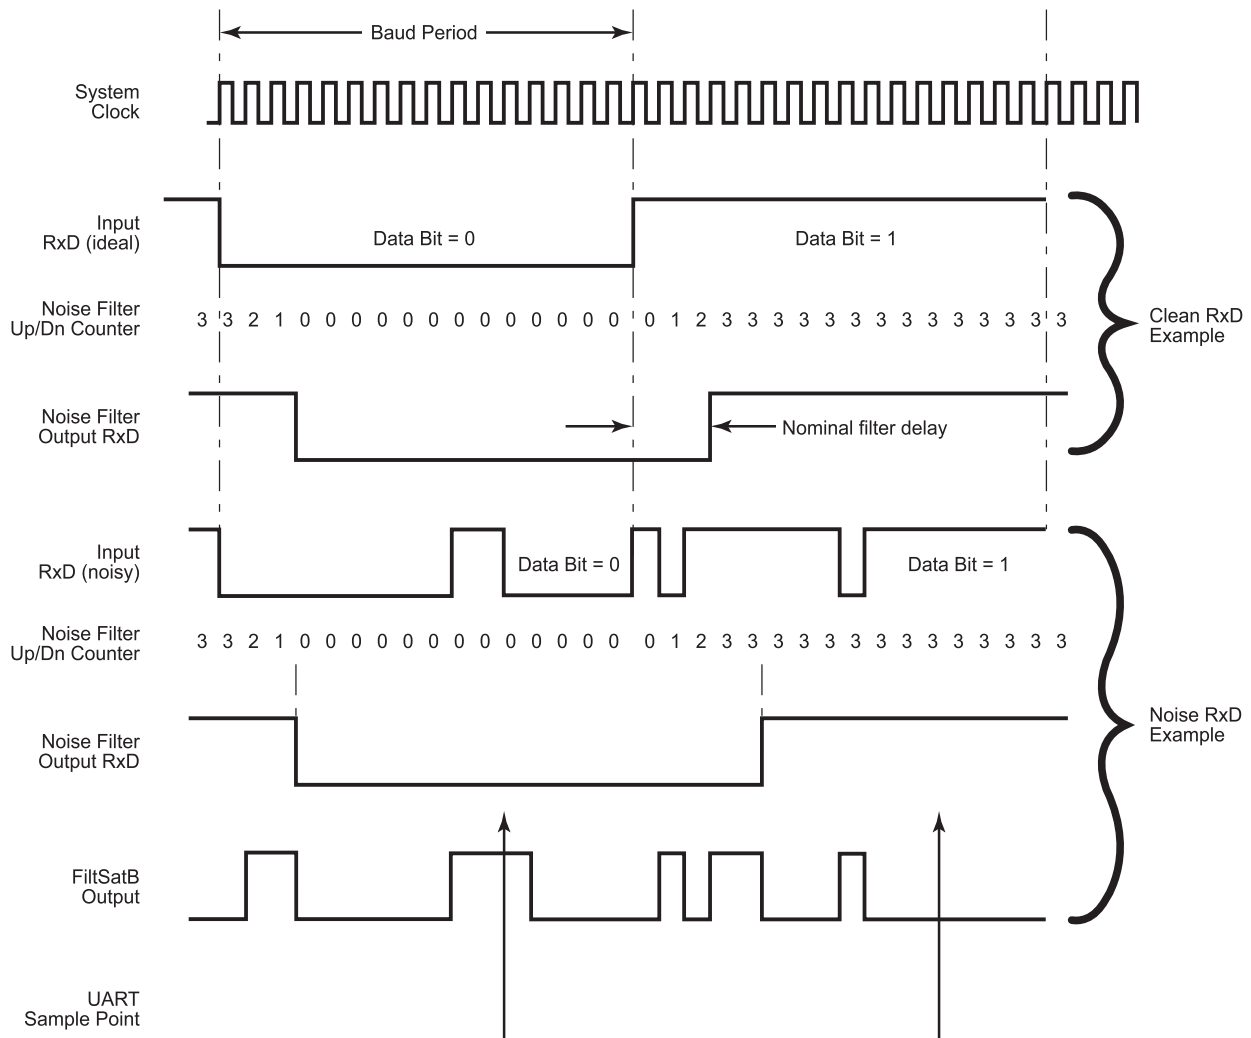 Baud Period
System
Clock
Input
RxD (ideal)
Data Bit = 0
Data Bit = 1
Noise Filter
Up/Dn Counter
3 3 2 1 0 0 0 0 0 0 0 0 0 0 0 0 0 0 1 2 3 3 3 3 3 3 3 3 3 3 3 3 3 3
Clean RxD
Example
Noise Filter
Output RxD
Nominal filter delay
Input
RxD (noisy)
Data Bit = 0
Data Bit = 1
Noise Filter
Up/Dn Counter
3 3 2 1 0 0 0 0 0 0 0 0 0 0 0 0 0 0 1 2 3 3 3 3 3 3 3 3 3 3 3 3 3 3
Noise RxD
Example
Noise Filter
Output RxD
FiltSatB
Output
UART
Sample Point